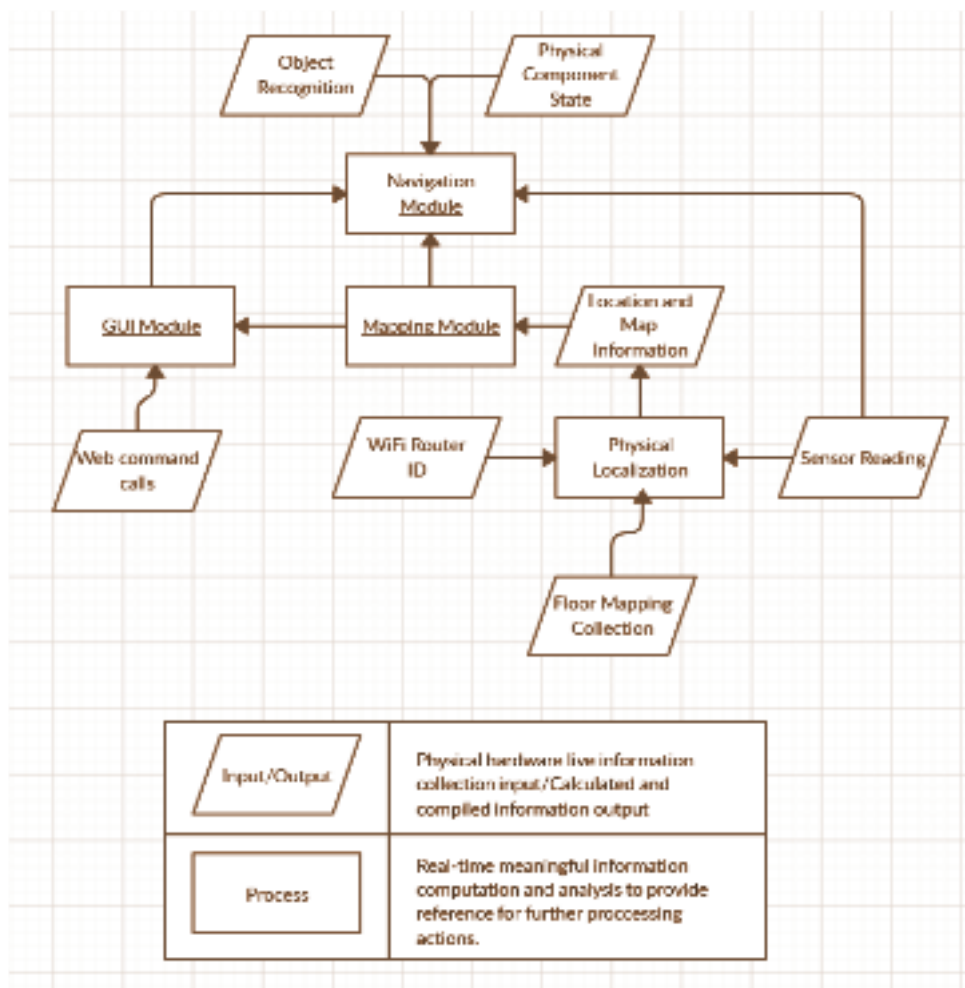 Object
Recognition
Physical
Component
State
Navigation
Module
GUI Module
Mapping Module
Location and
Map
Information
Web command
calls
WiFi Router
ID
Physical
Localization
Sensor Reading
Floor Mapping
Collection
Input/Output
Physical hardware live information
collection input/Calculated and
compiled information output
Process
Real-time meaningful information
computation and analysis to provide
reference for further proccessing
actions.